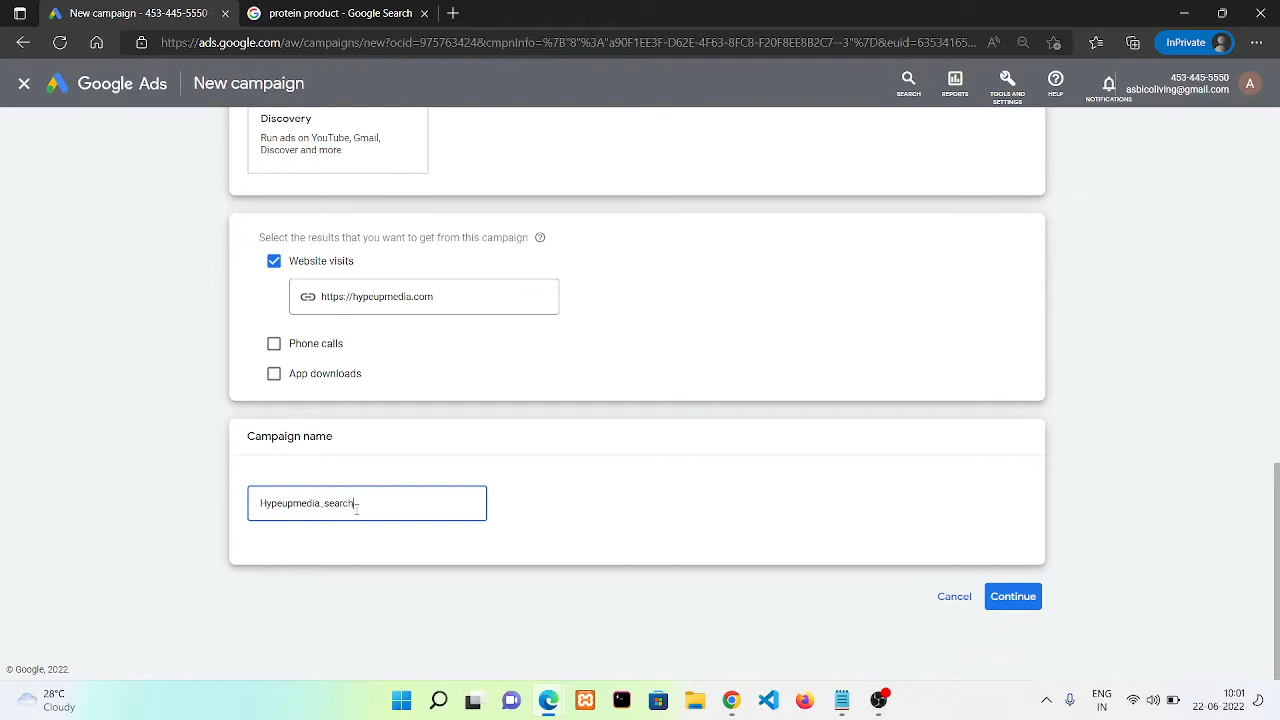 New campaign - 453-445-5550 -
protein product - Google Search
https://ads.google.com/aw/campaigns/new?ocid=975763424&cmpnInfo=%7B"8"%3A"a90F1EE3F-D62E-4F63-8FC8-F20F8EE8B2C7--3"%7D&euid=63534165...
InPrivate
Google Ads
New campaign
SEARCH
REPORTS
TOOLS AND
SETTINGS
HELP
NOTIFICATIONS
453-445-5550
asbicoliving@gmail.com
A
Discovery
Run ads on YouTube, Gmail,
Discover and more
Select the results that you want to get from this campaign
Website visits
https://hypeupmedia.com
Phone calls
App downloads
Campaign name
Hypeupmedia_search
Cancel
Continue
© Google, 2022.
28°C
Cloudy
ENG
IN
10:01
22-06-2022